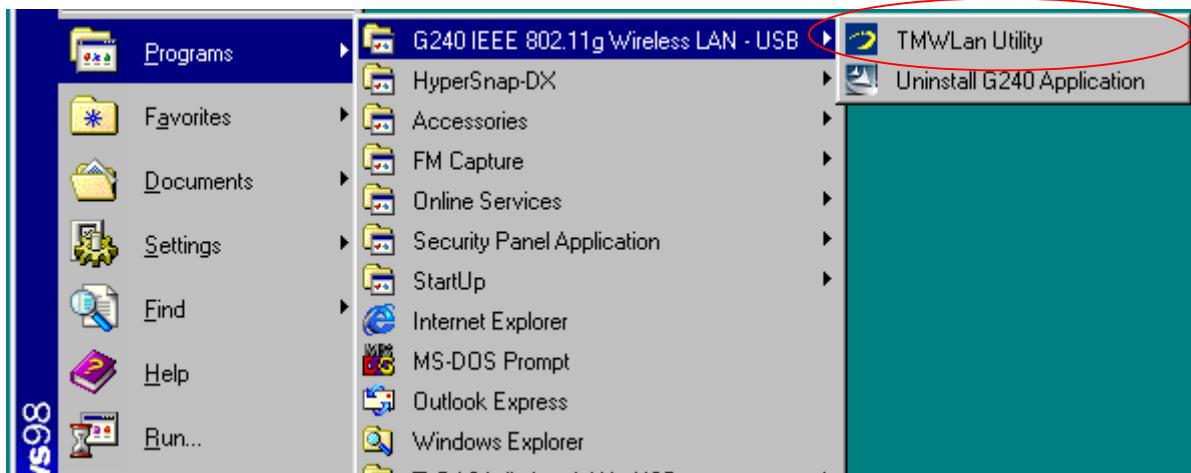 Programs
Favorites
Documents
Settings
Find
Help
Run...
ws98
G240 IEEE 802.11g Wireless LAN - USB
HyperSnap-DX
Accessories
FM Capture
Online Services
Security Panel Application
StartUp
Internet Explorer
MS-DOS Prompt
Outlook Express
Windows Explorer
TMWLan Utility
Uninstall G240 Application